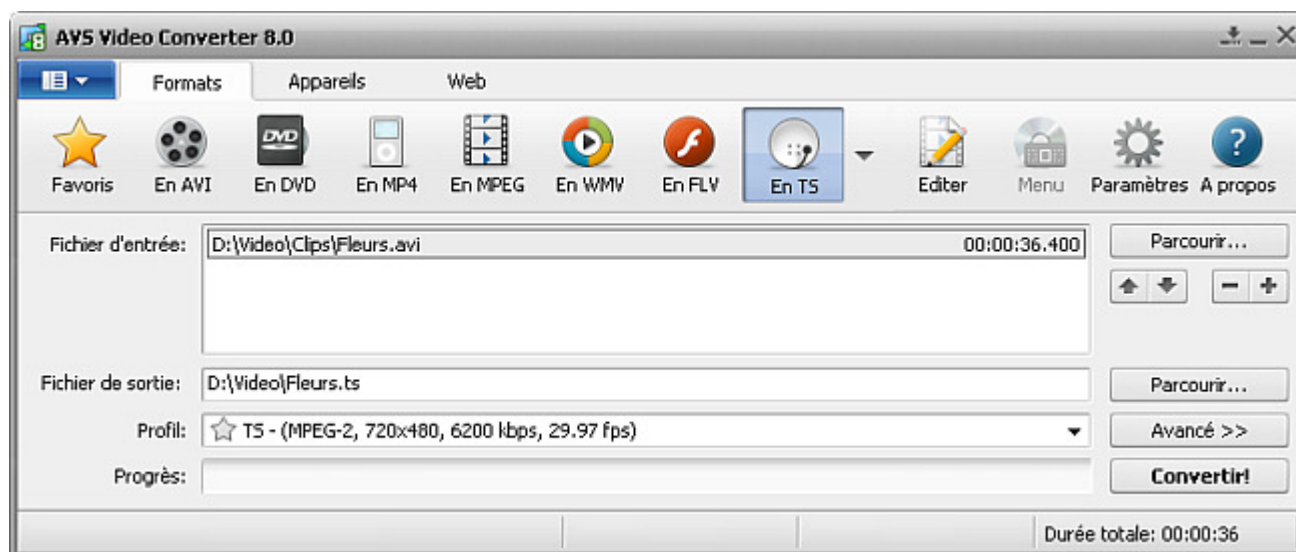 8 AVS Video Converter 8.0
Formats Appareils Web
DVD
?
Favoris En AVI En DVD En MP4 En MPEG En WMV En FLV En TS Editer Menu Paramètres A propos
Fichier d'entrée: D:\Video\Clips\Fleurs.avi 00:00:36.400 Parcourir...
Fichier de sortie: D:\Video\Fleurs.ts Parcourir...
Profil: TS - (MPEG-2, 720x480, 6200 kbps, 29.97 fps) Avancé >>
Progrès: Convertir!
Durée totale: 00:00:36